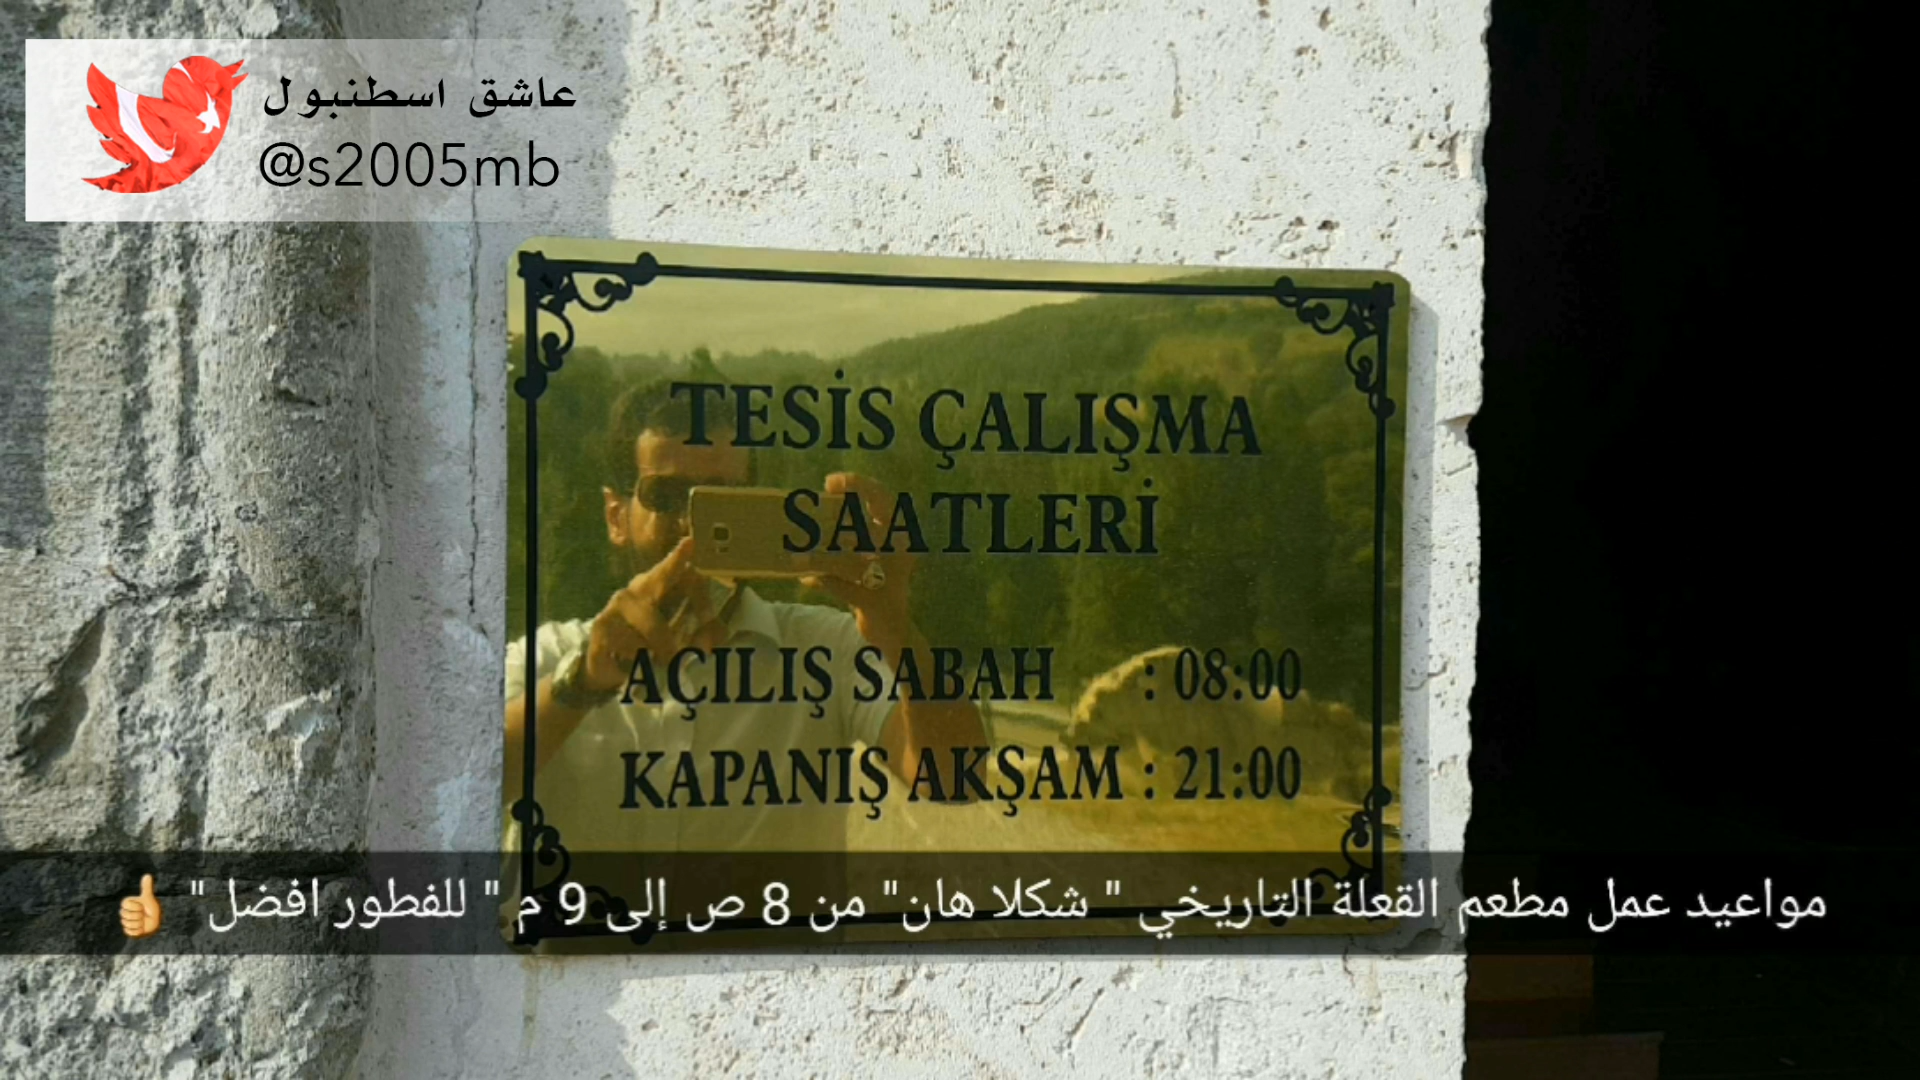 عاشق اسطنبول
@s2005mb
TESİS ÇALIŞMA
SAATLERİ
AÇILIŞ SABAH : 08:00
KAPANIŞ AKŞAM : 21:00
مواعيد عمل مطعم القعلة التاريخي " شكلا هان" من 8 ص إلى 9 م " للفطور افضل" 👍